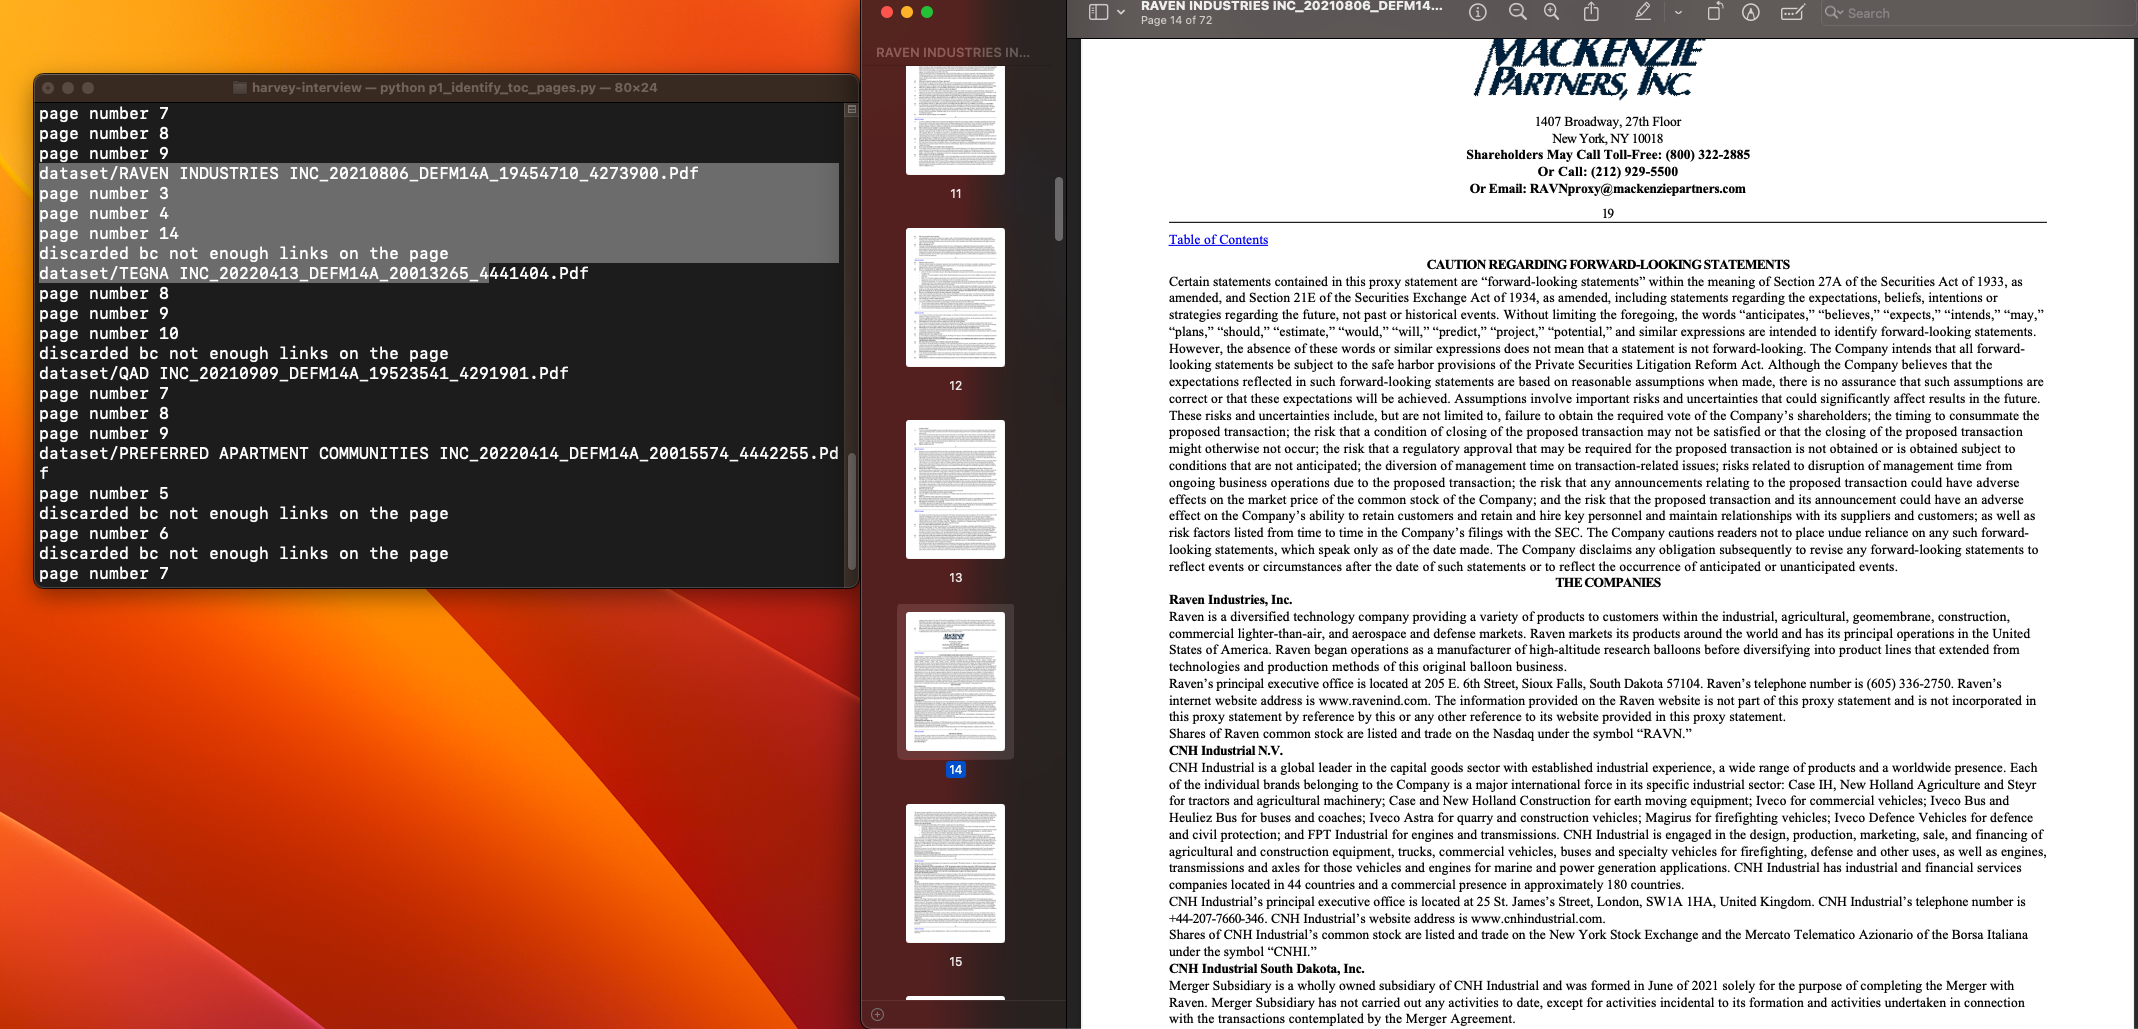 harvey-interview — python p1_identify_toc_pages.py — 80×24
page number 7
page number 8
page number 9
dataset/RAVEN INDUSTRIES INC_20210806_DEFM14A_19454710_4273900.Pdf
page number 3
page number 4
page number 14
discarded bc not enough links on the page
dataset/TEGNA INC_20220413_DEFM14A_20013265_4441404.Pdf
page number 8
page number 9
page number 10
discarded bc not enough links on the page
dataset/QAD INC_20210909_DEFM14A_19523541_4291901.Pdf
page number 7
page number 8
page number 9
dataset/PREFERRED APARTMENT COMMUNITIES INC_20220414_DEFM14A_20015574_4442255.Pd
f
page number 5
discarded bc not enough links on the page
page number 6
discarded bc not enough links on the page
page number 7
RAVEN INDUSTRIES IN...
11
12
13
14
15
RAVEN INDUSTRIES INC_20210806_DEFM14...
Page 14 of 72
Search
MACKENZIE
PARTNERS, INC.
1407 Broadway, 27th Floor
New York, NY 10018
Shareholders May Call Toll-Free: (800) 322-2885
Or Call: (212) 929-5500
Or Email: RAVNproxy@mackenziepartners.com
19
Table of Contents
CAUTION REGARDING FORWARD-LOOKING STATEMENTS
Certain statements contained in this proxy statement are “forward-looking statements” within the meaning of Section 27A of the Securities Act of 1933, as
amended, and Section 21E of the Securities Exchange Act of 1934, as amended, including statements regarding the expectations, beliefs, intentions or
strategies regarding the future, not past or historical events. Without limiting the foregoing, the words “anticipates,” “believes,” “expects,” “intends,” “may,”
“plans,” “should,” “estimate,” “would,” “will,” “predict,” “project,” “potential,” and similar expressions are intended to identify forward-looking statements.
However, the absence of these words or similar expressions does not mean that a statement is not forward-looking. The Company intends that all forward-
looking statements be subject to the safe harbor provisions of the Private Securities Litigation Reform Act. Although the Company believes that the
expectations reflected in such forward-looking statements are based on reasonable assumptions when made, there is no assurance that such assumptions are
correct or that these expectations will be achieved. Assumptions involve important risks and uncertainties that could significantly affect results in the future.
These risks and uncertainties include, but are not limited to, failure to obtain the required vote of the Company’s shareholders; the timing to consummate the
proposed transaction; the risk that a condition of closing of the proposed transaction may not be satisfied or that the closing of the proposed transaction
might otherwise not occur; the risk that a regulatory approval that may be required for the proposed transaction is not obtained or is obtained subject to
conditions that are not anticipated; the diversion of management time on transaction-related issues; risks related to disruption of management time from
ongoing business operations due to the proposed transaction; the risk that any announcements relating to the proposed transaction could have adverse
effects on the market price of the common stock of the Company; and the risk that the proposed transaction and its announcement could have an adverse
effect on the Company’s ability to retain customers and retain and hire key personnel and maintain relationships with its suppliers and customers; as well as
risk factors listed from time to time in the Company’s filings with the SEC. The Company cautions readers not to place undue reliance on any such forward-
looking statements, which speak only as of the date made. The Company disclaims any obligation subsequently to revise any forward-looking statements to
reflect events or circumstances after the date of such statements or to reflect the occurrence of anticipated or unanticipated events.
THE COMPANIES
Raven Industries, Inc.
Raven is a diversified technology company providing a variety of products to customers within the industrial, agricultural, geomembrane, construction,
commercial lighter-than-air, and aerospace and defense markets. Raven markets its products around the world and has its principal operations in the United
States of America. Raven began operations as a manufacturer of high-altitude research balloons before diversifying into product lines that extended from
technologies and production methods of this original balloon business.
Raven’s principal executive office is located at 205 E. 6th Street, Sioux Falls, South Dakota 57104. Raven’s telephone number is (605) 336-2750. Raven’s
internet website address is www.ravenind.com. The information provided on the Raven website is not part of this proxy statement and is not incorporated in
this proxy statement by reference by this or any other reference to its website provided in this proxy statement.
Shares of Raven common stock are listed and trade on the Nasdaq under the symbol “RAVN.”
CNH Industrial N.V.
CNH Industrial is a global leader in the capital goods sector with established industrial experience, a wide range of products and a worldwide presence. Each
of the individual brands belonging to the Company is a major international force in its specific industrial sector: Case IH, New Holland Agriculture and Steyr
for tractors and agricultural machinery; Case and New Holland Construction for earth moving equipment; Iveco for commercial vehicles; Iveco Bus and
Heuliez Bus for buses and coaches; Iveco Astra for quarry and construction vehicles; Magirus for firefighting vehicles; Iveco Defence Vehicles for defence
and civil protection; and FPT Industrial for engines and transmissions. CNH Industrial is engaged in the design, production, marketing, sale, and financing of
agricultural and construction equipment, trucks, commercial vehicles, buses and specialty vehicles for firefighting, defense and other uses, as well as engines,
transmissions and axles for those vehicles and engines for marine and power generation applications. CNH Industrial has industrial and financial services
companies located in 44 countries and a commercial presence in approximately 180 countries.
CNH Industrial’s principal executive office is located at 25 St. James’s Street, London, SW1A 1HA, United Kingdom. CNH Industrial’s telephone number is
+44-207-7660-346. CNH Industrial’s website address is www.cnhindustrial.com.
Shares of CNH Industrial’s common stock are listed and trade on the New York Stock Exchange and the Mercato Telematico Azionario of the Borsa Italiana
under the symbol “CNHI.”
CNH Industrial South Dakota, Inc.
Merger Subsidiary is a wholly owned subsidiary of CNH Industrial and was formed in June of 2021 solely for the purpose of completing the Merger with
Raven. Merger Subsidiary has not carried out any activities to date, except for activities incidental to its formation and activities undertaken in connection
with the transactions contemplated by the Merger Agreement.